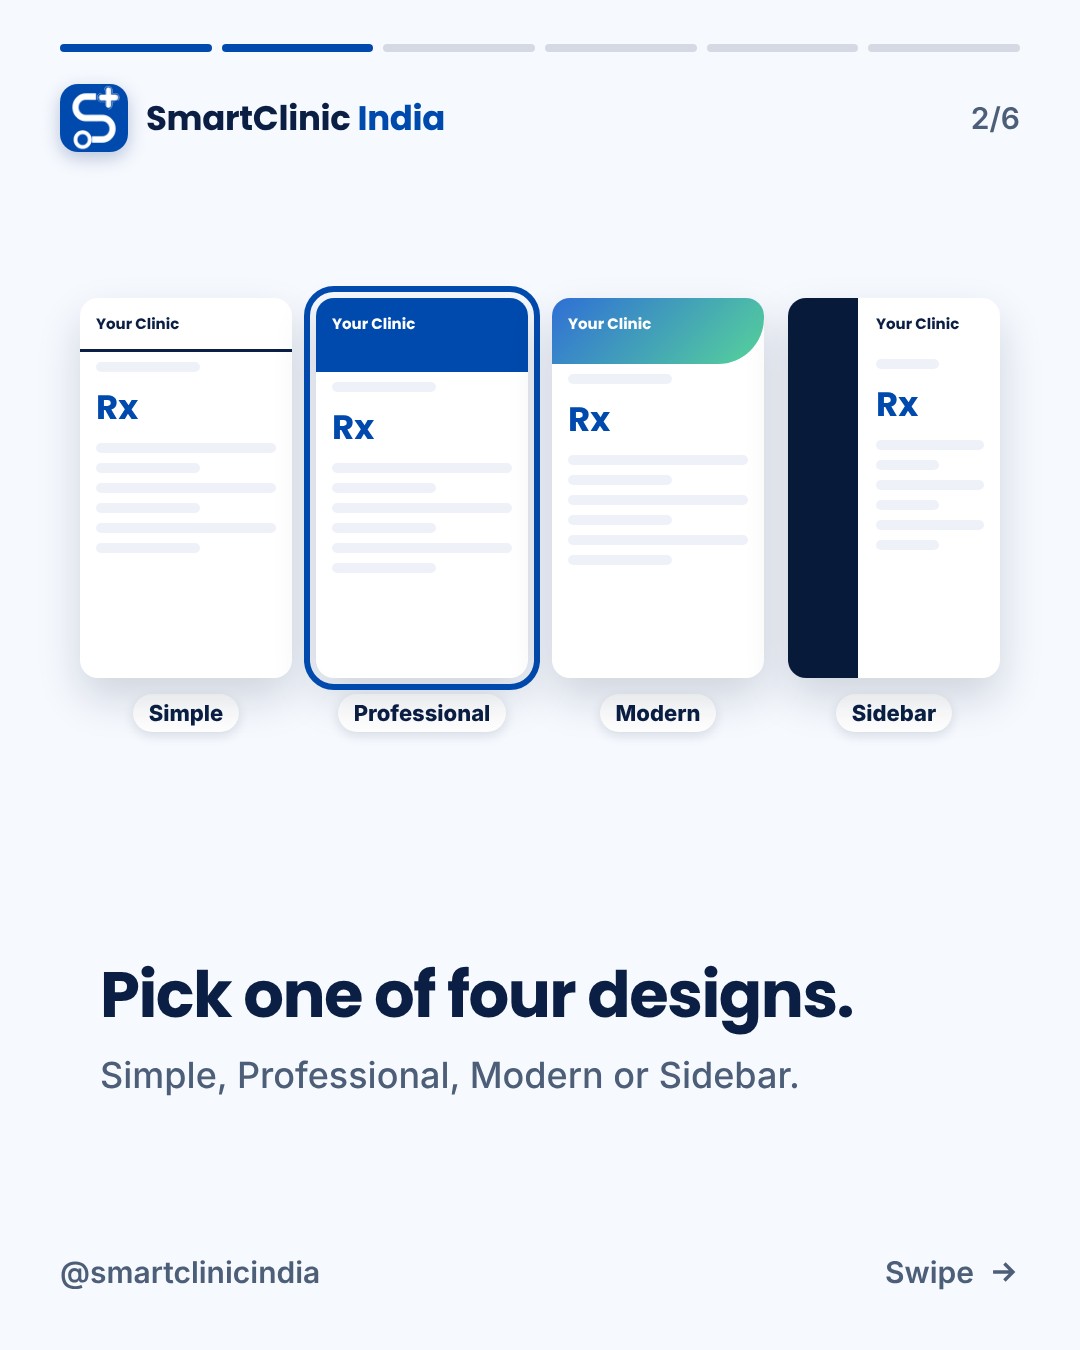 SmartClinic India
2/6
Your Clinic
Rx
Simple
Your Clinic
Rx
Professional
Your Clinic
Rx
Modern
Your Clinic
Rx
Sidebar
Pick one of four designs.
Simple, Professional, Modern or Sidebar.
@smartclinicindia
Swipe →